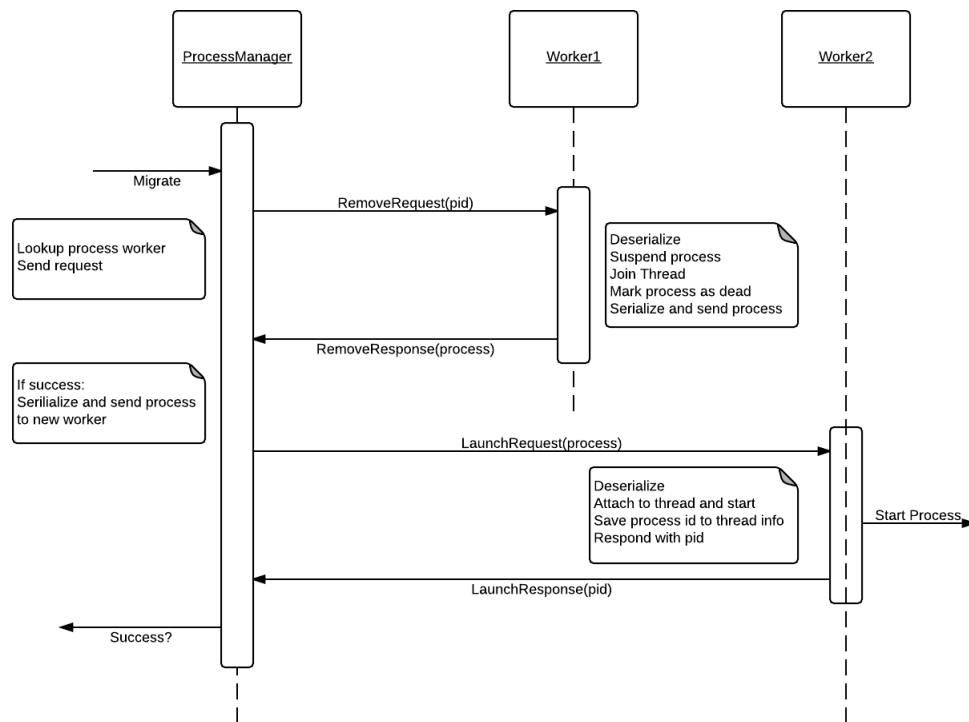 ProcessManager
Worker1
Worker2
Migrate
RemoveRequest(pid)
Lookup process worker
Send request
Deserialize
Suspend process
Join Thread
Mark process as dead
Serialize and send process
RemoveResponse(process)
If success:
Serilialize and send process
to new worker
LaunchRequest(process)
Deserialize
Attach to thread and start
Save process id to thread info
Respond with pid
Start Process
LaunchResponse(pid)
Success?